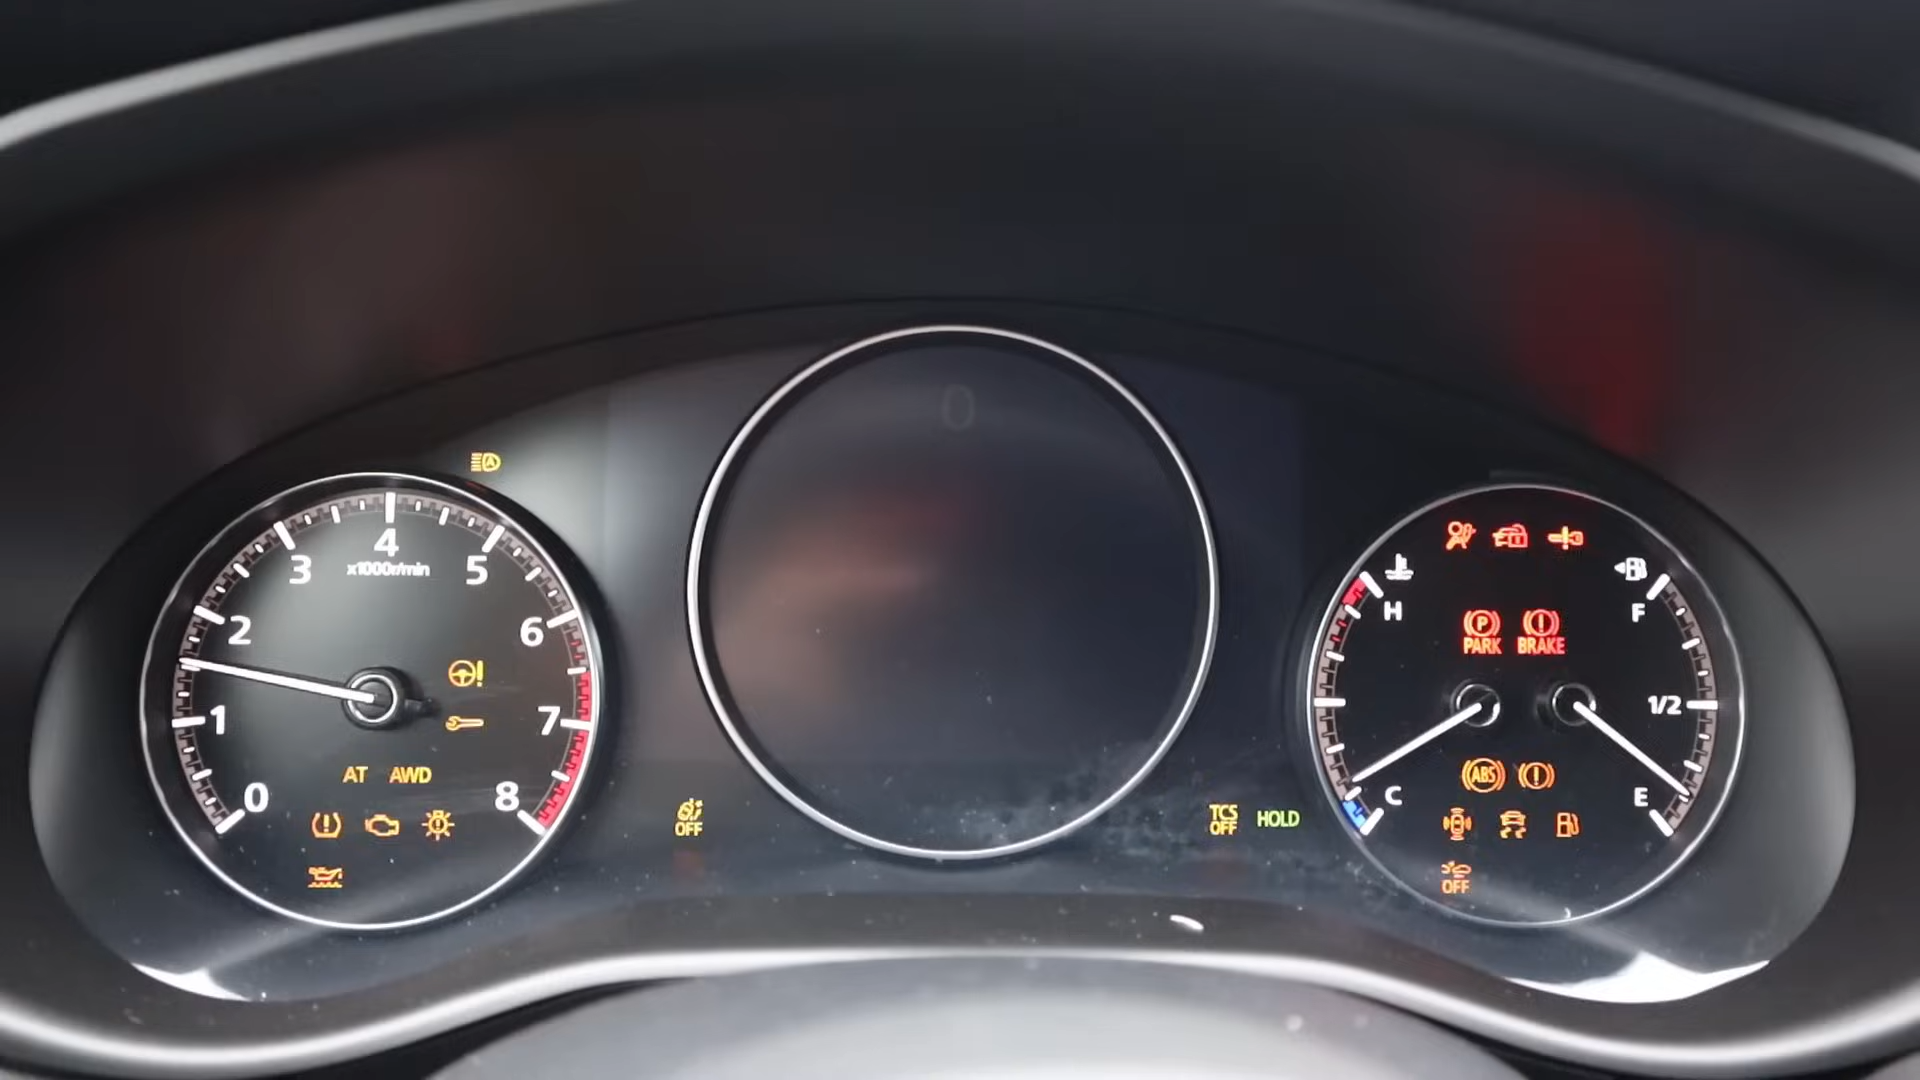 0
4
3 x1000r/min 5
2 6
1 7
0 8
AT AWD
OFF
TCS
OFF HOLD
H F
P !
PARK BRAKE
1/2
ABS !
C E
OFF